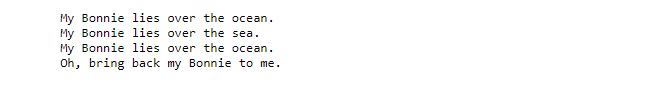 My Bonnie lies over the ocean.
My Bonnie lies over the sea.
My Bonnie lies over the ocean.
Oh, bring back my Bonnie to me.